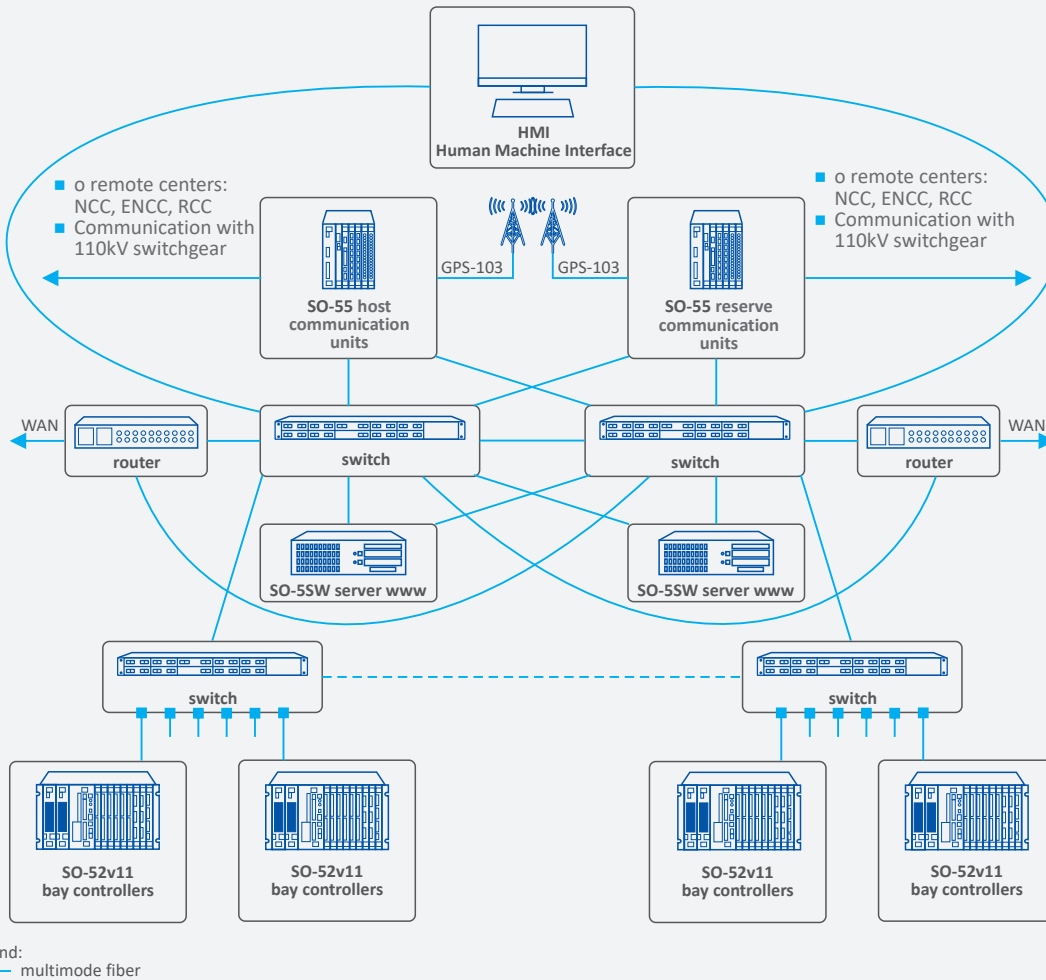 HMI
Human Machine Interface
o remote centers:
NCC, ENCC, RCC
Communication with
110kV switchgear
o remote centers:
NCC, ENCC, RCC
Communication with
110kV switchgear
GPS-103
GPS-103
SO-55 host
communication
units
SO-55 reserve
communication
units
WAN
router
switch
switch
router
WAN
SO-5SW server www
SO-5SW server www
switch
switch
SO-52v11
bay controllers
SO-52v11
bay controllers
SO-52v11
bay controllers
SO-52v11
bay controllers
nd:
multimode fiber